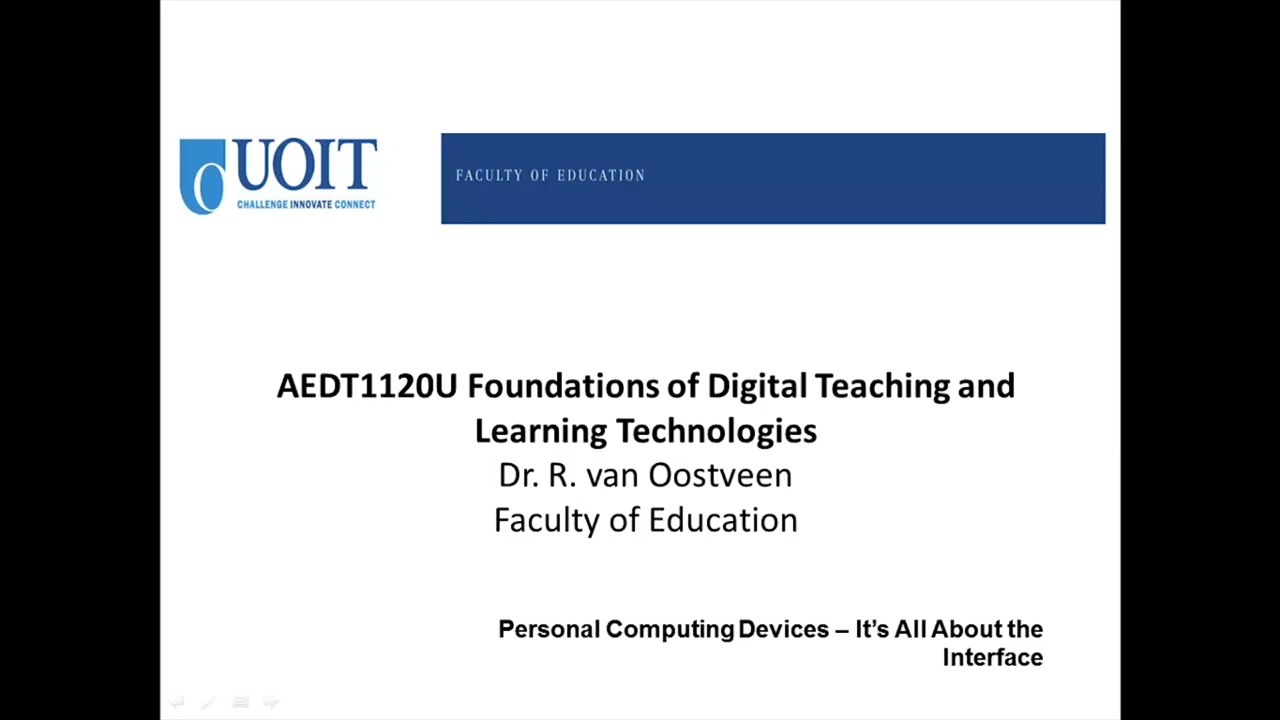 UOIT
CHALLENGE INNOVATE CONNECT
FACULTY OF EDUCATION
AEDT1120U Foundations of Digital Teaching and
Learning Technologies
Dr. R. van Oostveen
Faculty of Education
Personal Computing Devices – It’s All About the
Interface